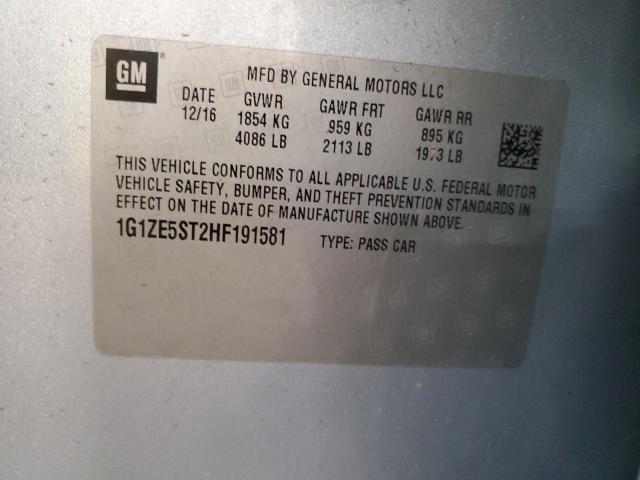 GM
®
MFD BY GENERAL MOTORS LLC
DATE GVWR GAWR FRT GAWR RR
12/16 1854 KG 959 KG 895 KG
4086 LB 2113 LB 1973 LB
THIS VEHICLE CONFORMS TO ALL APPLICABLE U.S. FEDERAL MOTOR
VEHICLE SAFETY, BUMPER, AND THEFT PREVENTION STANDARDS IN
EFFECT ON THE DATE OF MANUFACTURE SHOWN ABOVE.
1G1ZE5ST2HF191581 TYPE: PASS CAR